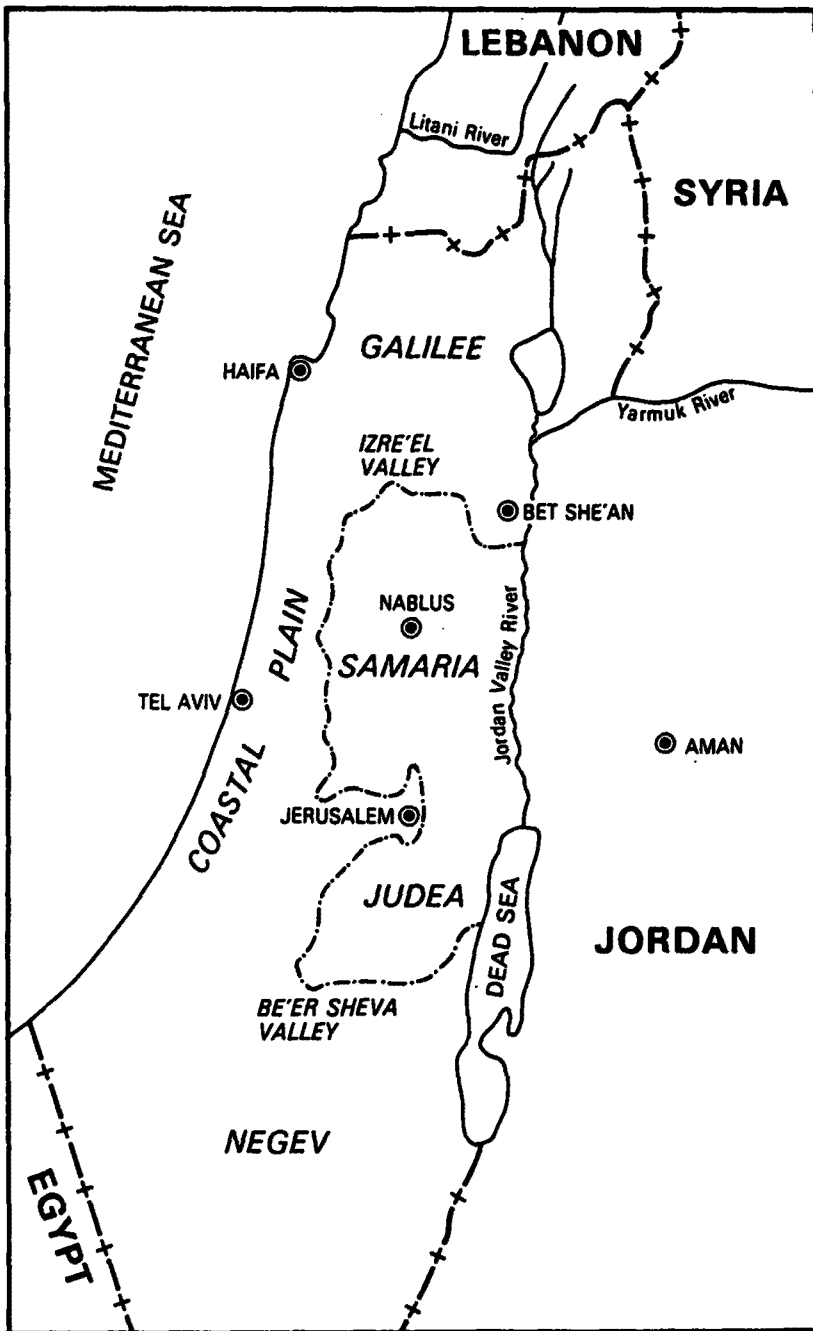 LEBANON
Litani River
SYRIA
MEDITERRANEAN SEA
GALILEE
HAIFA
Yarmuk River
IZRE'EL
VALLEY
BET SHE'AN
NABLUS
PLAIN
SAMARIA
Jordan Valley River
TEL AVIV
AMAN
COASTAL
JERUSALEM
JUDEA
DEAD SEA
JORDAN
BE'ER SHEVA
VALLEY
NEGEV
EGYPT